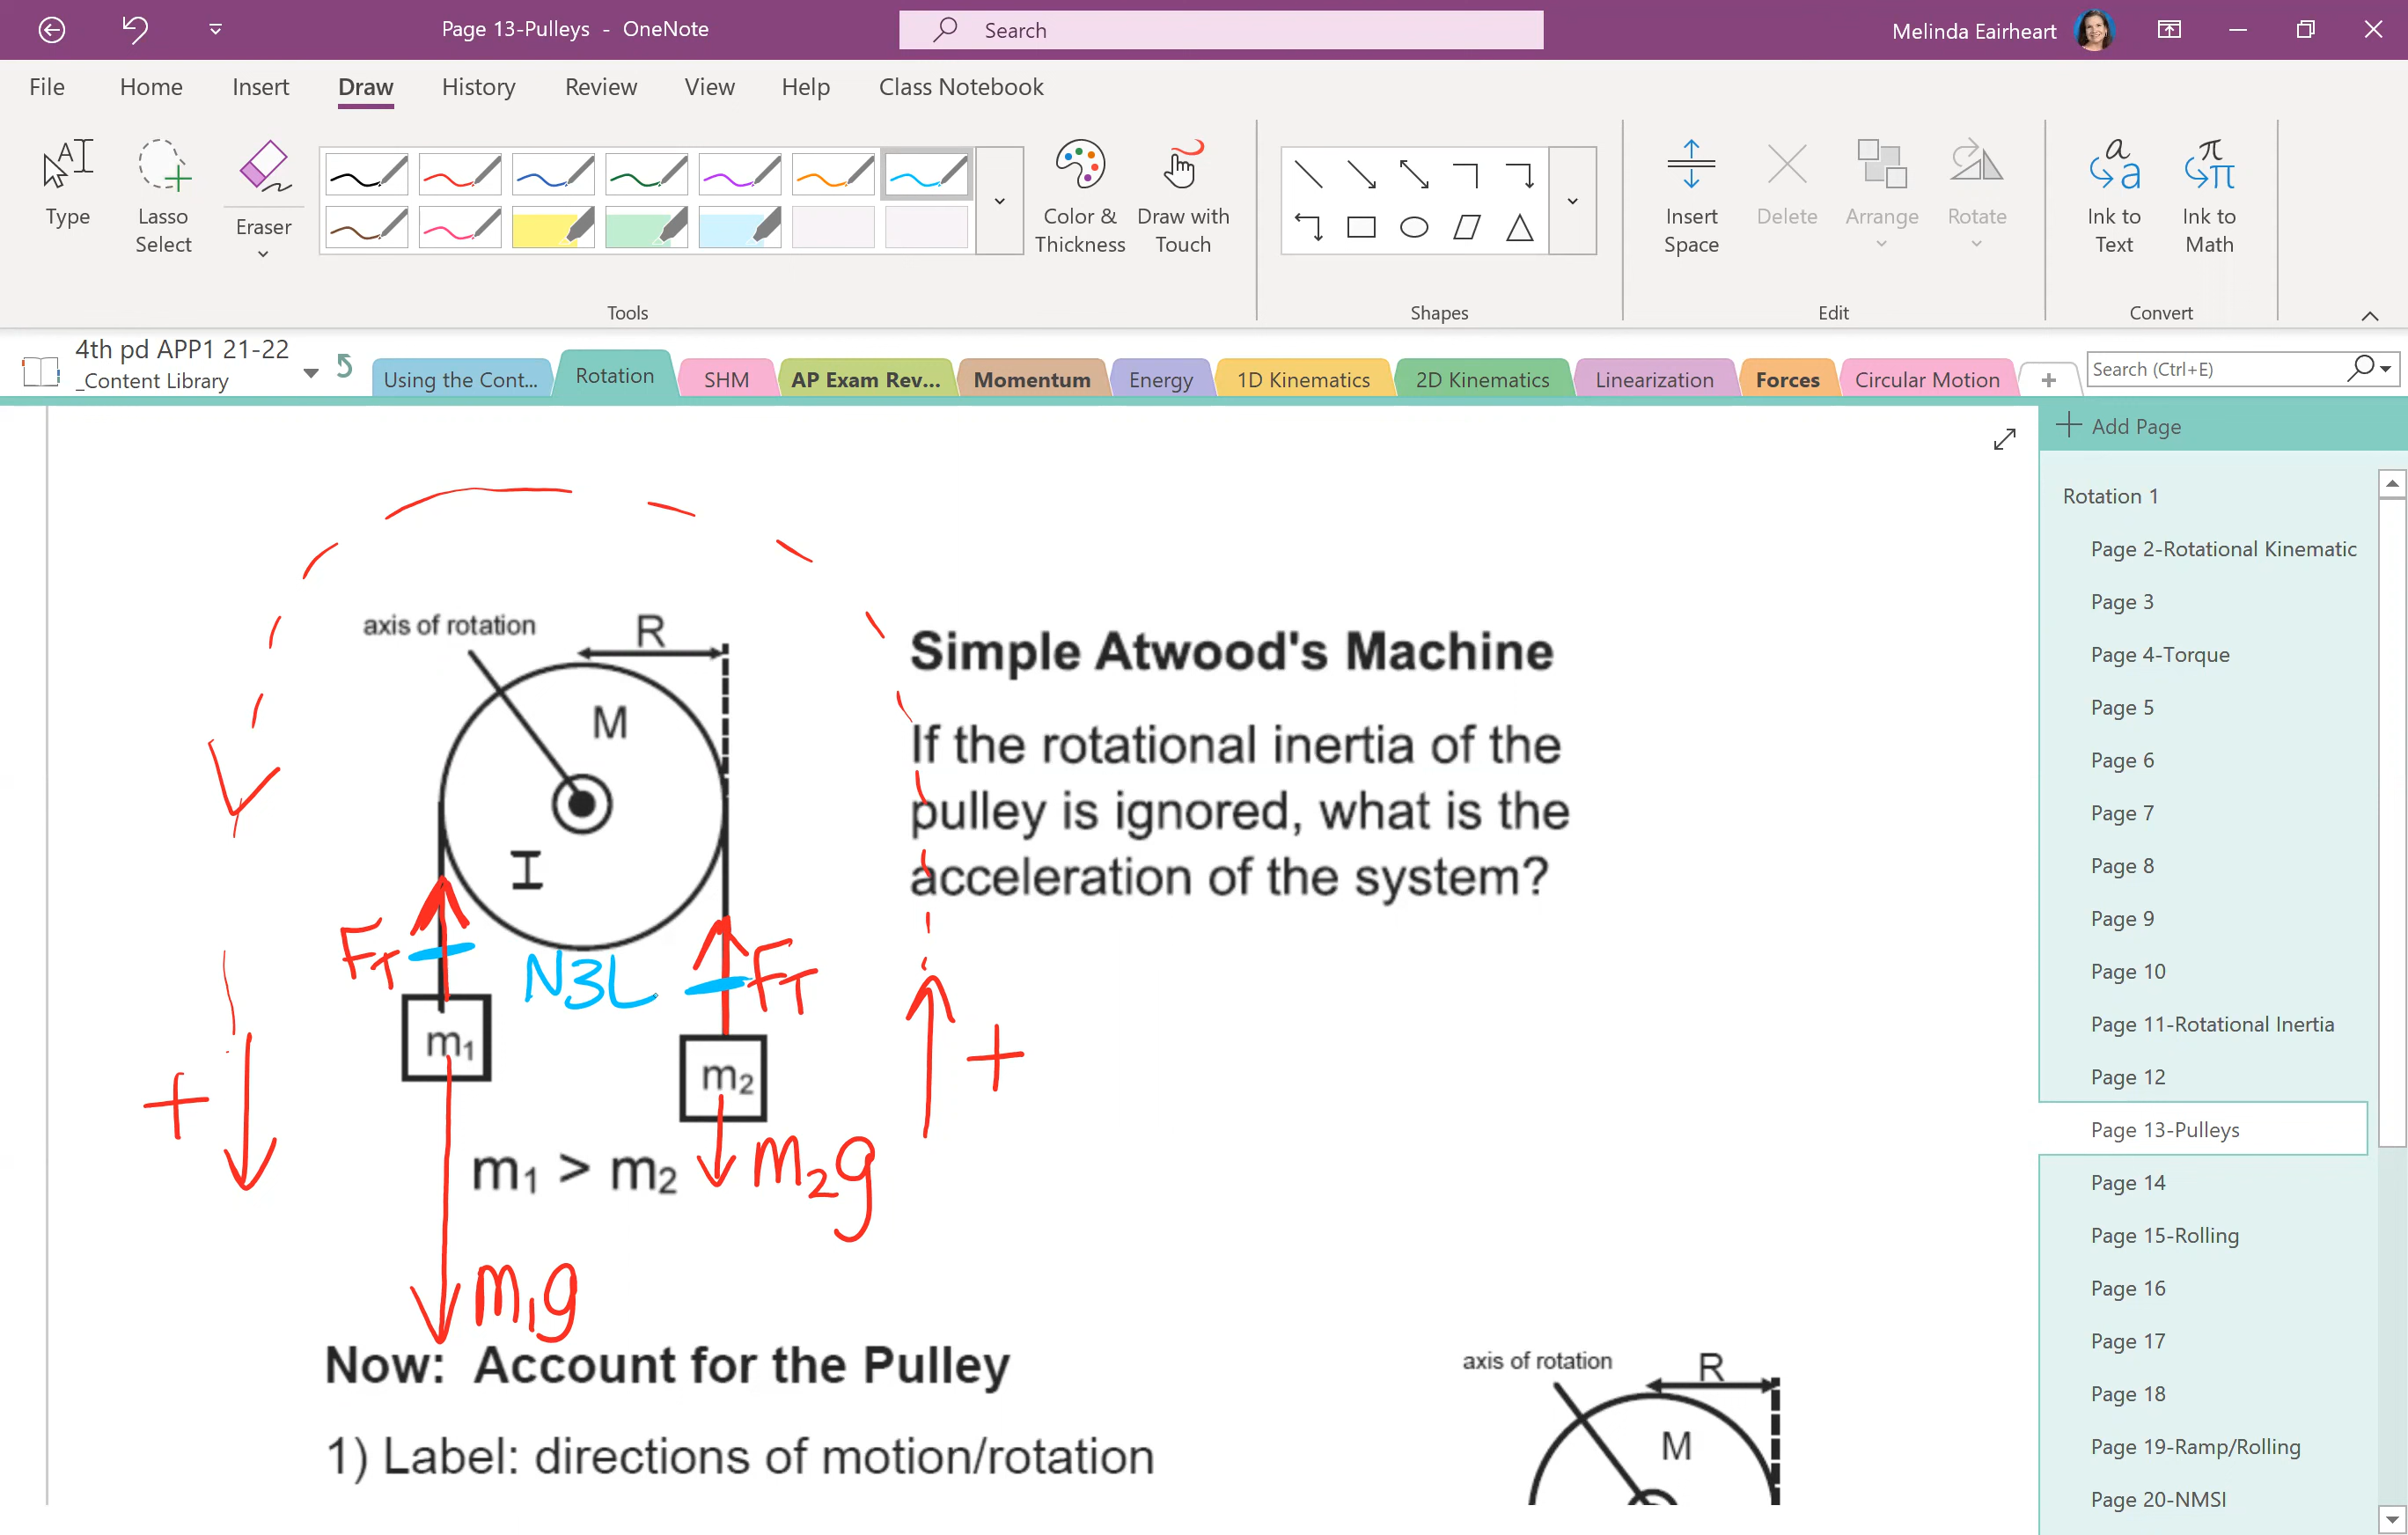 Page 13-Pulleys - OneNote
Search
Melinda Eairheart
File Home Insert Draw History Review View Help Class Notebook
Type
Lasso Select
Eraser
Color & Thickness
Draw with Touch
Tools
Shapes
Insert Space
Delete
Arrange
Rotate
Edit
Ink to Text
Ink to Math
Convert
4th pd APP1 21-22
_Content Library
Using the Cont... Rotation SHM AP Exam Rev... Momentum Energy 1D Kinematics 2D Kinematics Linearization Forces Circular Motion +
Search (Ctrl+E)
axis of rotation
R
M
I
Simple Atwood's Machine
If the rotational inertia of the
pulley is ignored, what is the
acceleration of the system?
FT
N3L
FT
m1
m2
+
+
m1 > m2
m2g
m1g
Now: Account for the Pulley
1) Label: directions of motion/rotation
axis of rotation
R
M
Add Page
Rotation 1
Page 2-Rotational Kinematic
Page 3
Page 4-Torque
Page 5
Page 6
Page 7
Page 8
Page 9
Page 10
Page 11-Rotational Inertia
Page 12
Page 13-Pulleys
Page 14
Page 15-Rolling
Page 16
Page 17
Page 18
Page 19-Ramp/Rolling
Page 20-NMSI